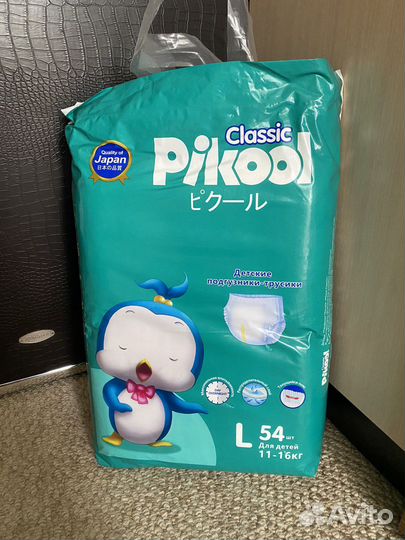 Classic
Pikool
ピクール
Quality of
Japan
日本の品質
Детские
подгузники-трусики
L 54 шт
Для детей
11-16кг
Avito